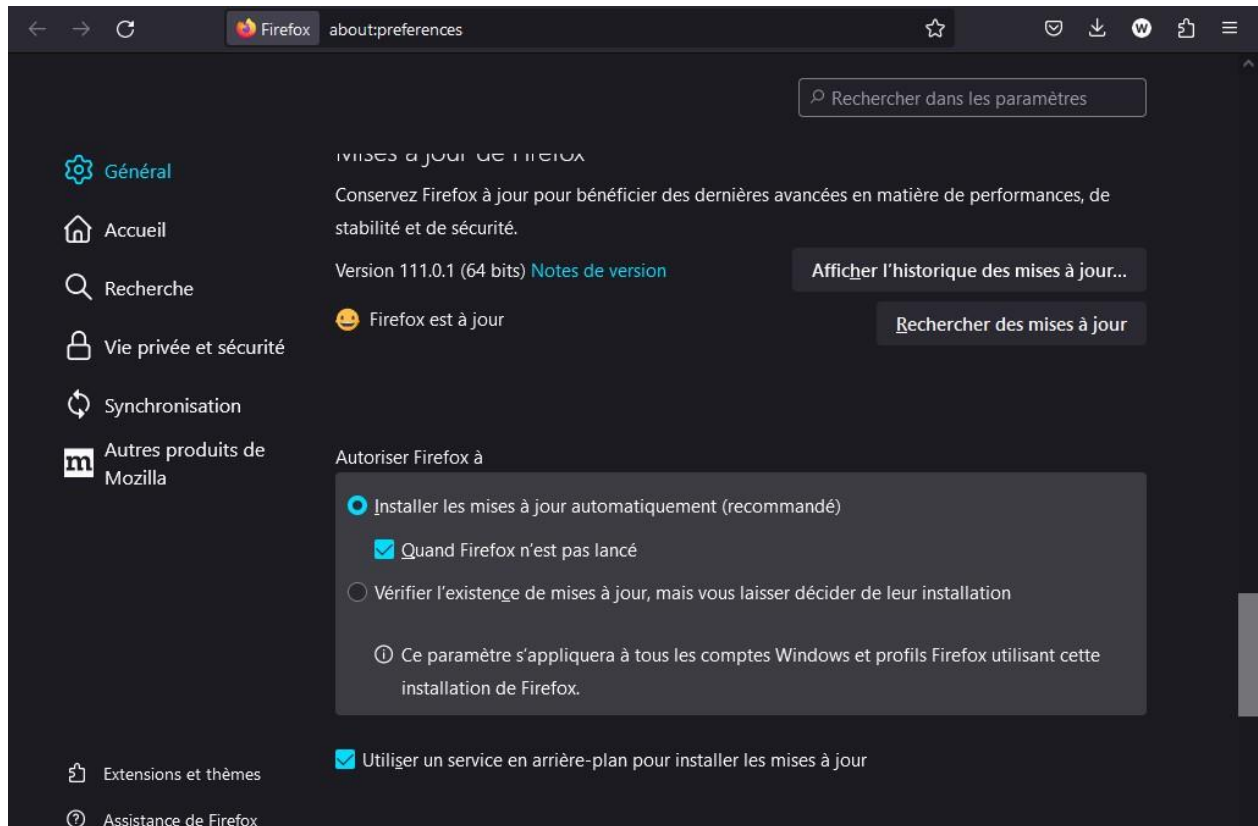 Firefox about:preferences
Rechercher dans les paramètres
Général
Accueil
Recherche
Vie privée et sécurité
Synchronisation
Autres produits de
Mozilla
Extensions et thèmes
Assistance de Firefox
Mises à jour de Firefox
Conservez Firefox à jour pour bénéficier des dernières avancées en matière de performances, de
stabilité et de sécurité.
Version 111.0.1 (64 bits) Notes de version
Afficher l’historique des mises à jour...
Firefox est à jour
Rechercher des mises à jour
Autoriser Firefox à
Installer les mises à jour automatiquement (recommandé)
Quand Firefox n’est pas lancé
Vérifier l’existence de mises à jour, mais vous laisser décider de leur installation
Ce paramètre s’appliquera à tous les comptes Windows et profils Firefox utilisant cette
installation de Firefox.
Utiliser un service en arrière-plan pour installer les mises à jour